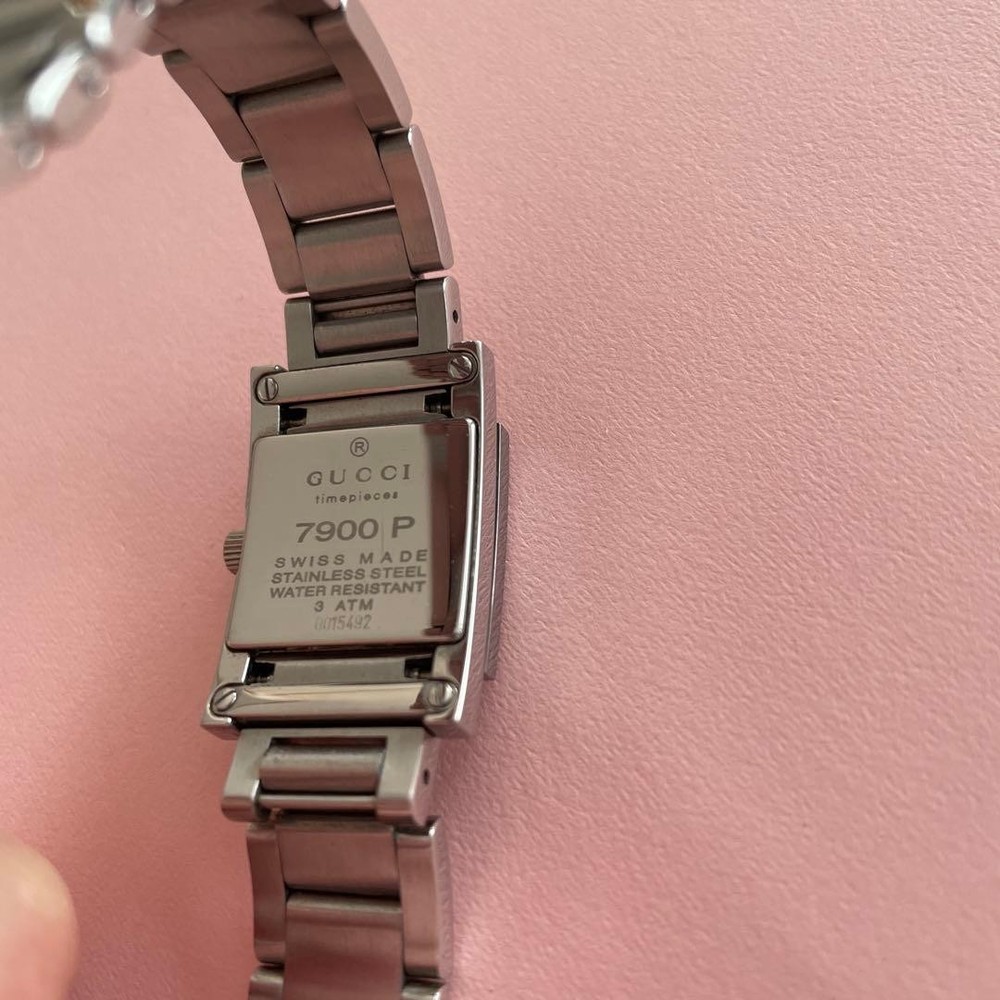 ®
GUCCI
timepieces
7900 P
SWISS MADE
STAINLESS STEEL
WATER RESISTANT
3 ATM
0015492